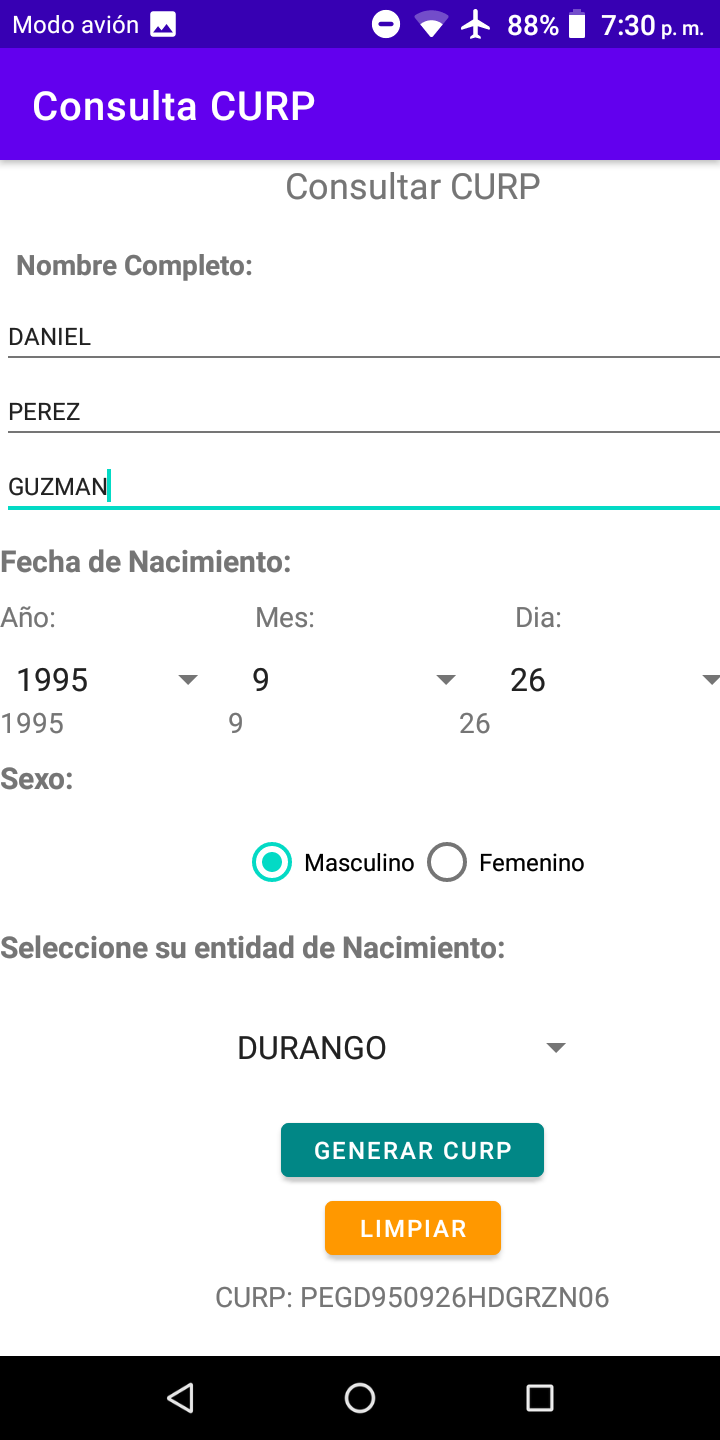 Modo avión 88% 7:30 p. m.
Consulta CURP
Consultar CURP
Nombre Completo:
DANIEL
PEREZ
GUZMAN
Fecha de Nacimiento:
Año: Mes: Dia:
1995 9 26
1995 9 26
Sexo:
Masculino Femenino
Seleccione su entidad de Nacimiento:
DURANGO
GENERAR CURP
LIMPIAR
CURP: PEGD950926HDGRZN06